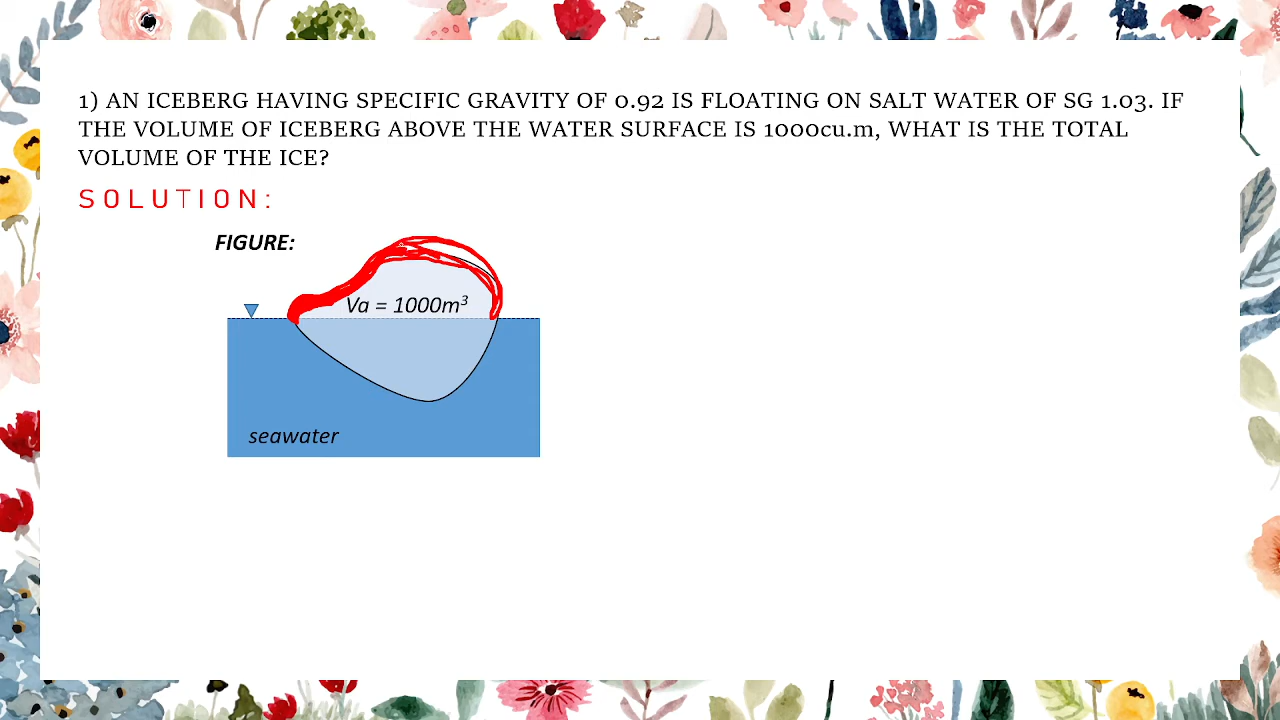 1) AN ICEBERG HAVING SPECIFIC GRAVITY OF 0.92 IS FLOATING ON SALT WATER OF SG 1.03. IF
THE VOLUME OF ICEBERG ABOVE THE WATER SURFACE IS 1000cu.m, WHAT IS THE TOTAL
VOLUME OF THE ICE?
SOLUTION:
FIGURE:
Va = 1000m³
seawater